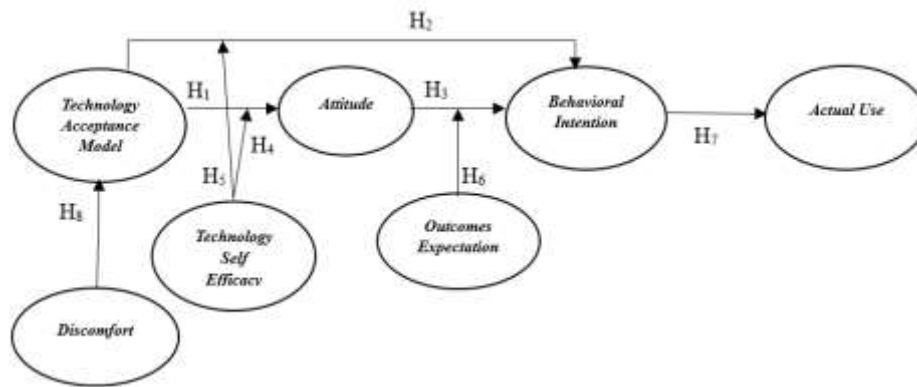 H₂
Technology
Acceptance
Model
H₁
Attitude
H₃
Behavioral
Intention
Actual Use
H₄
H₇
H₅
H₆
H₈
Technology
Self
Efficacy
Outcomes
Expectation
Discomfort